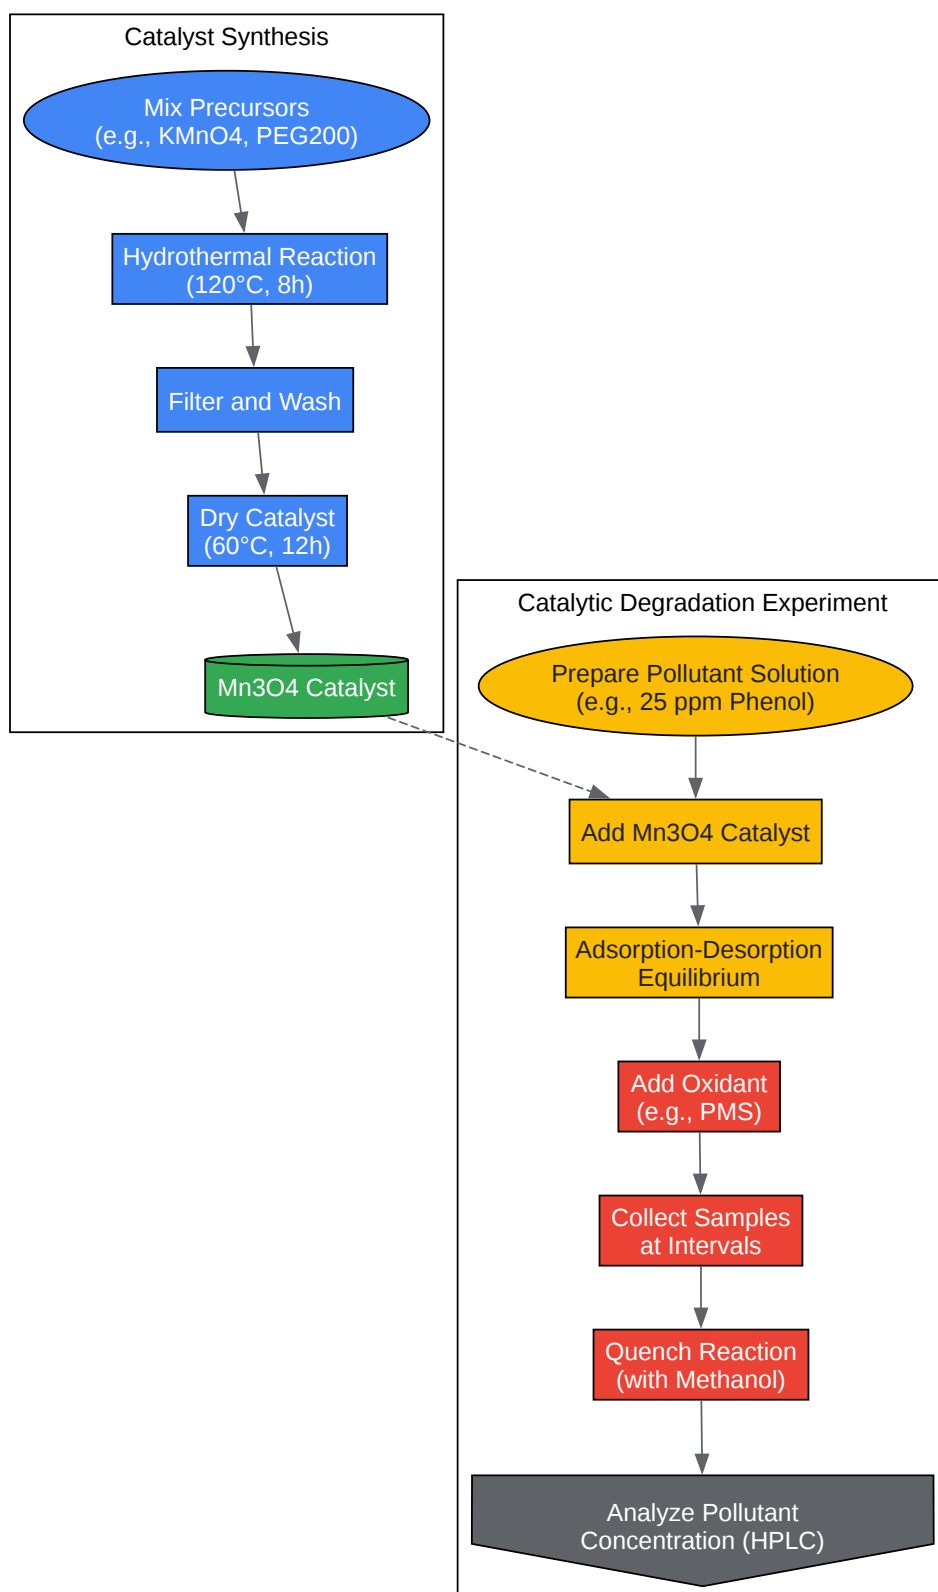 Catalyst Synthesis
Mix Precursors
(e.g., KMnO4, PEG200)
Hydrothermal Reaction
(120°C, 8h)
Filter and Wash
Dry Catalyst
(60°C, 12h)
Mn3O4 Catalyst
Catalytic Degradation Experiment
Prepare Pollutant Solution
(e.g., 25 ppm Phenol)
Add Mn3O4 Catalyst
Adsorption-Desorption
Equilibrium
Add Oxidant
(e.g., PMS)
Collect Samples
at Intervals
Quench Reaction
(with Methanol)
Analyze Pollutant
Concentration (HPLC)